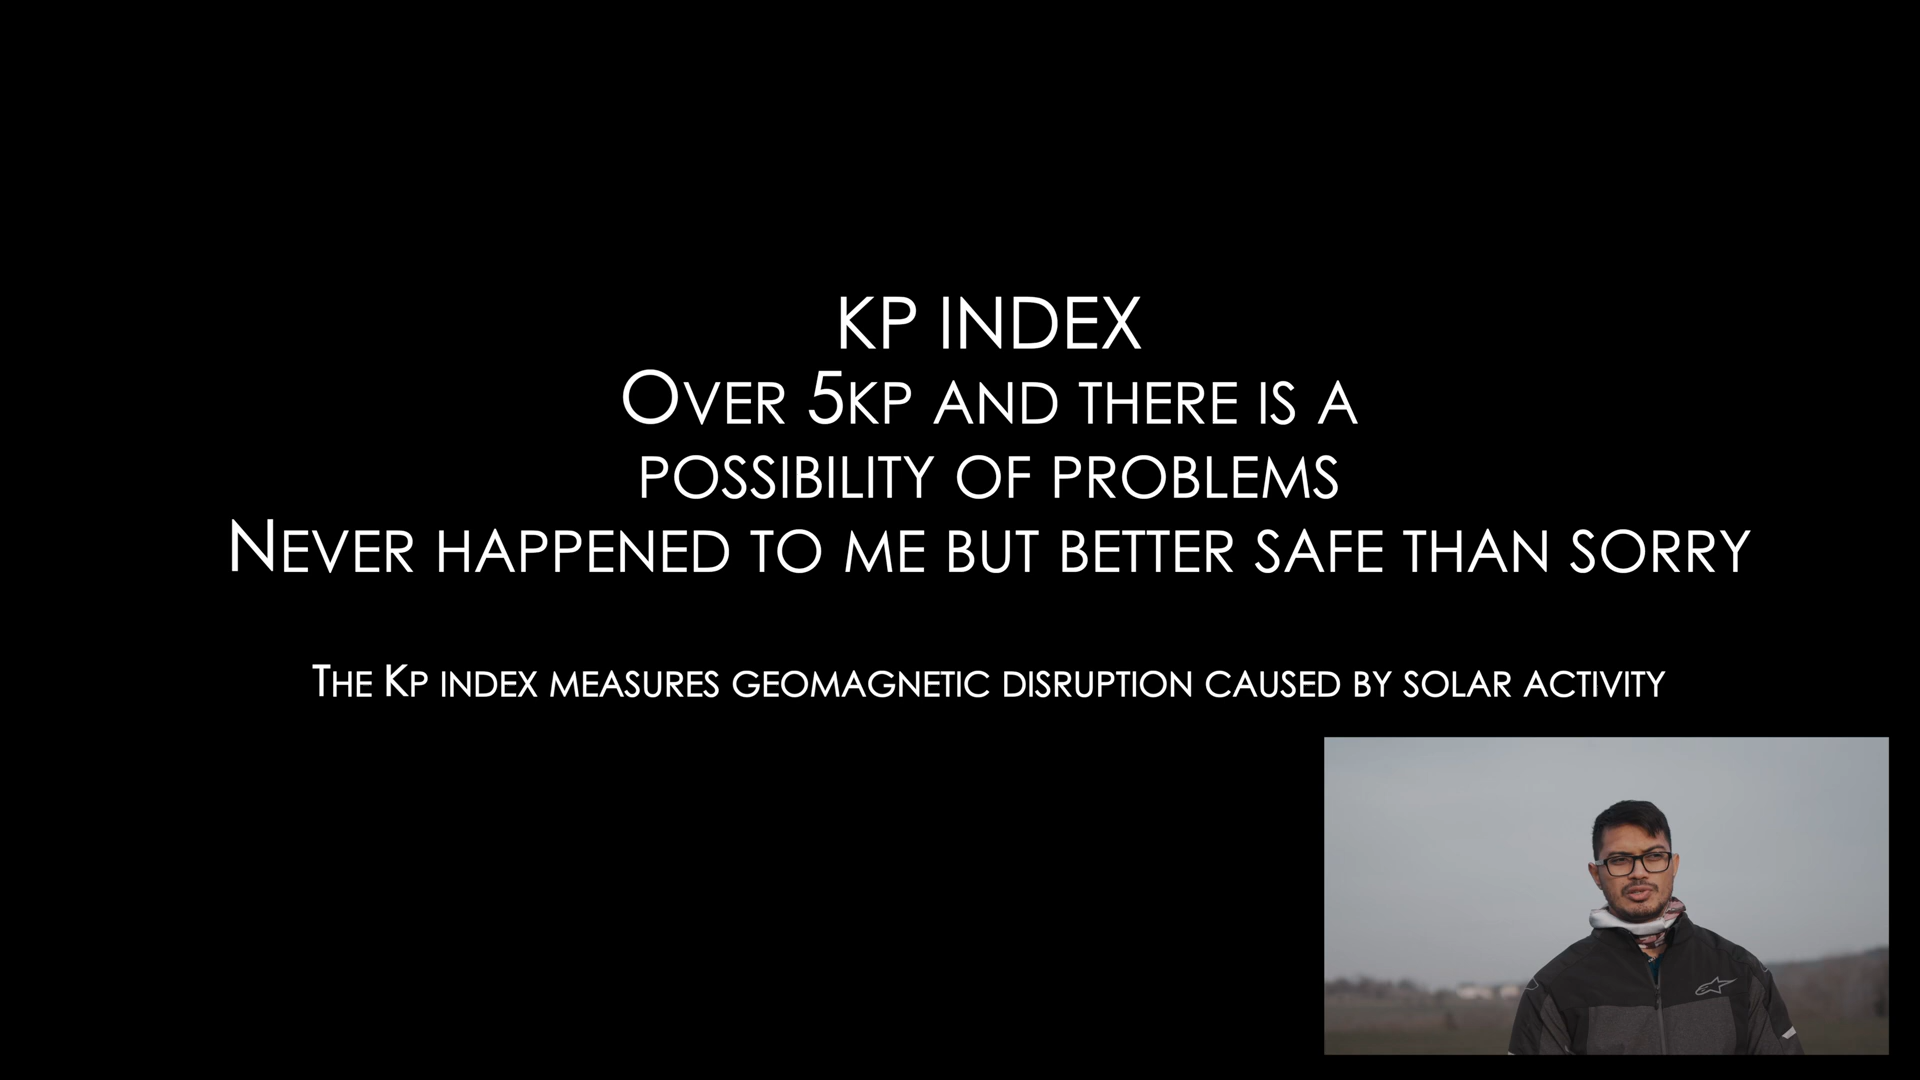 KP INDEX
OVER 5KP AND THERE IS A
POSSIBILITY OF PROBLEMS
NEVER HAPPENED TO ME BUT BETTER SAFE THAN SORRY
THE KP INDEX MEASURES GEOMAGNETIC DISRUPTION CAUSED BY SOLAR ACTIVITY